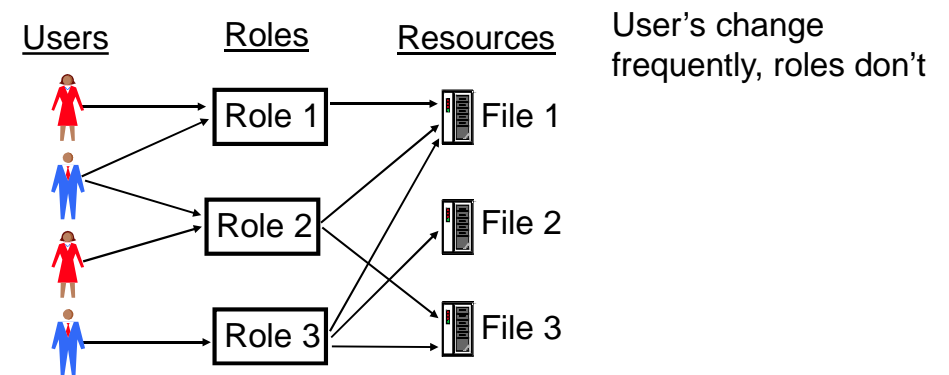 Users
Roles
Resources
User’s change
frequently, roles don’t
Role 1
File 1
Role 2
File 2
Role 3
File 3